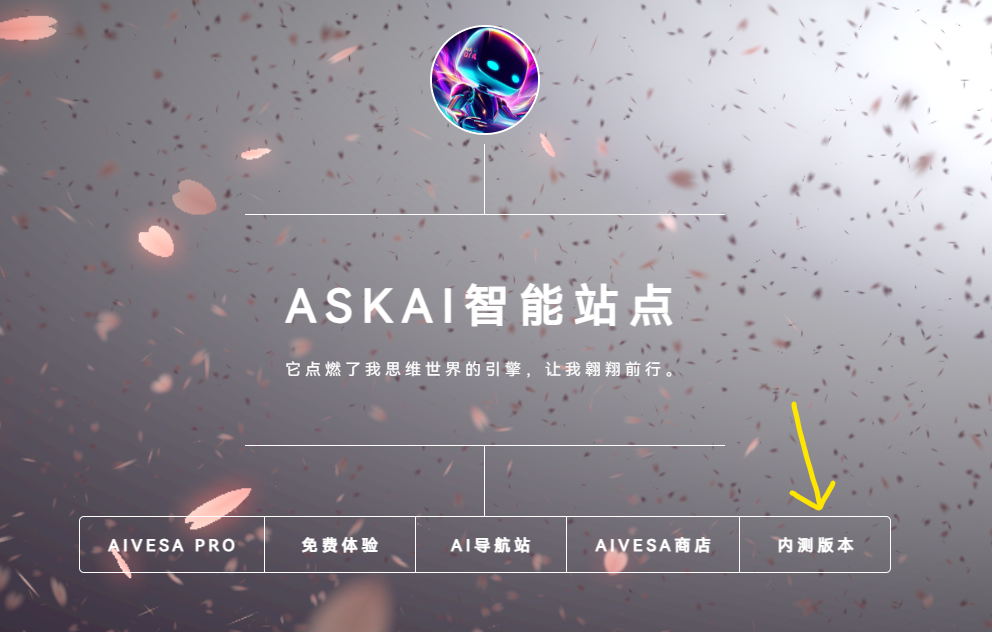 ASKAI智能站点
它点燃了我思维世界的引擎，让我翱翔前行。
AIVESA PRO
免费体验
AI导航站
AIVESA商店
内测版本